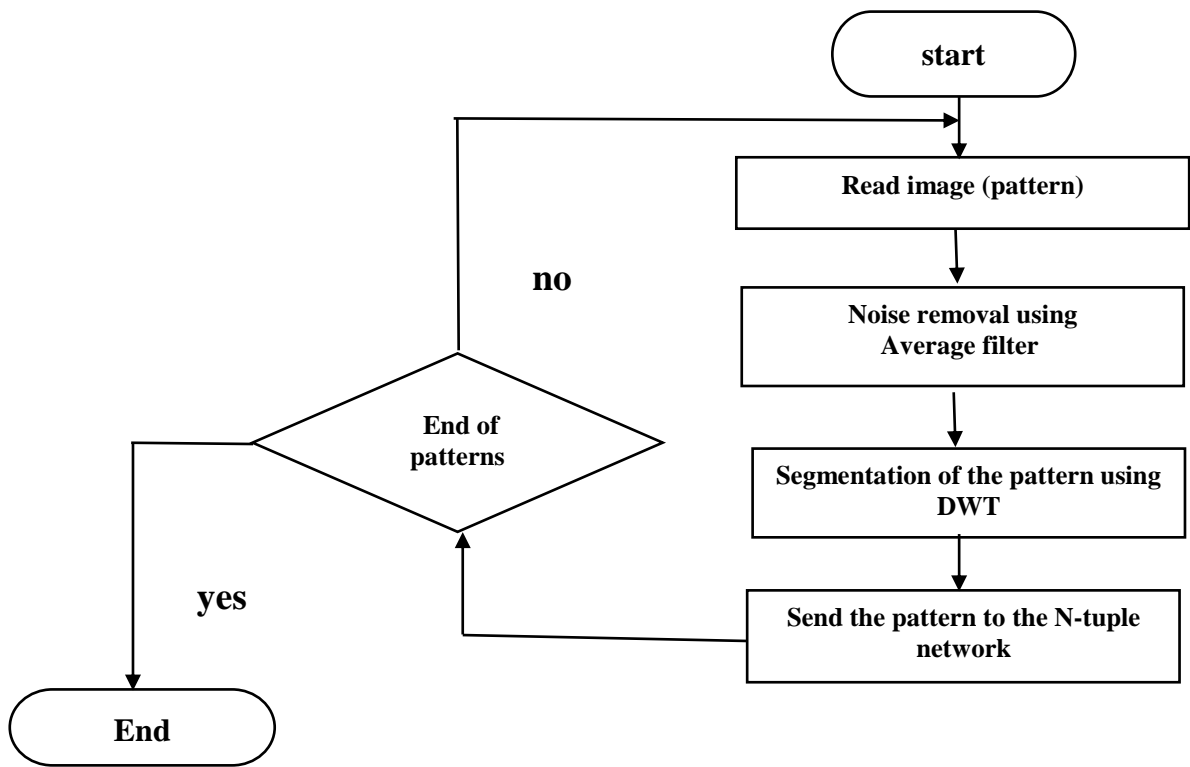 start
Read image (pattern)
no
Noise removal using
Average filter
End of
patterns
Segmentation of the pattern using
DWT
yes
Send the pattern to the N-tuple
network
End